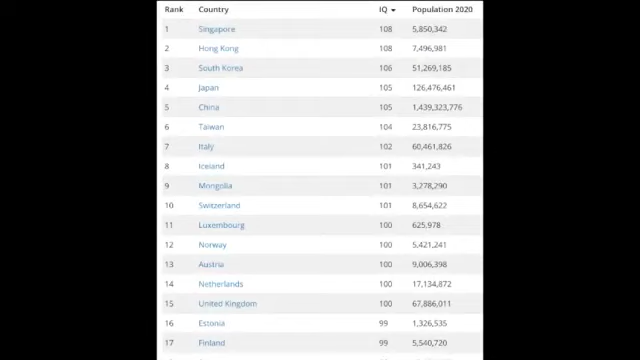 Rank Country IQ Population 2020
1 Singapore 108 5,850,342
2 Hong Kong 108 7,496,981
3 South Korea 106 51,269,185
4 Japan 105 126,476,461
5 China 105 1,439,323,776
6 Taiwan 104 23,816,775
7 Italy 102 60,461,826
8 Iceland 101 341,243
9 Mongolia 101 3,278,290
10 Switzerland 101 8,654,622
11 Luxembourg 100 625,978
12 Norway 100 5,421,241
13 Austria 100 9,006,398
14 Netherlands 100 17,134,872
15 United Kingdom 100 67,886,011
16 Estonia 99 1,326,535
17 Finland 99 5,540,720